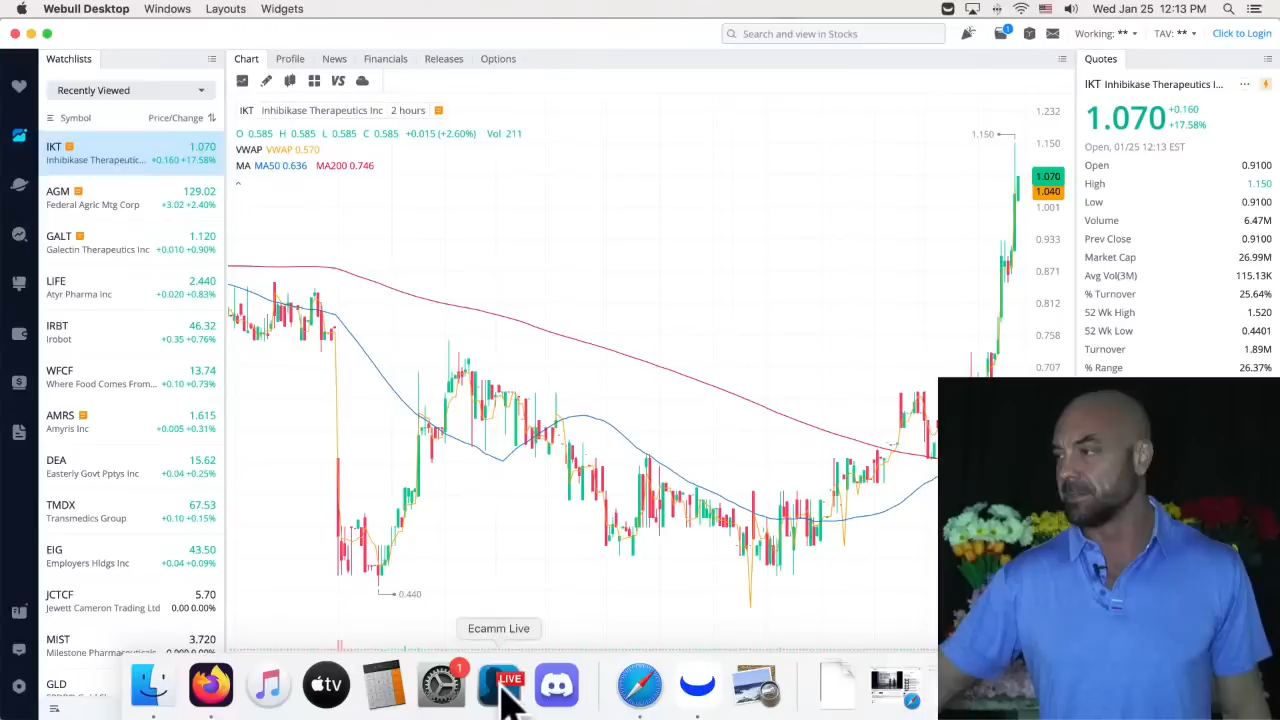 Webull Desktop Windows Layouts Widgets
Wed Jan 25 12:13 PM
Search and view in Stocks
1
Working: ** TAV: ** Click to Login
Watchlists
Chart Profile News Financials Releases Options
Quotes
Recently Viewed
Symbol Price/Change
IKT 1.070
Inhibikase Therapeutic... +0.160 +17.58%
AGM 129.02
Federal Agric Mtg Corp +3.02 +2.40%
GALT 1.120
Galectin Therapeutics Inc +0.010 +0.90%
LIFE 2.440
Atyr Pharma Inc +0.020 +0.83%
IRBT 46.32
Irobot +0.35 +0.76%
WFCF 13.74
Where Food Comes From... +0.10 +0.73%
AMRS 1.615
Amyris Inc +0.005 +0.31%
DEA 15.62
Easterly Govt Pptys Inc +0.04 +0.25%
TMDX 67.53
Transmedics Group +0.10 +0.15%
EIG 43.50
Employers Hldgs Inc +0.04 +0.09%
JCTCF 5.70
Jewett Cameron Trading Ltd 0.00 0.00%
MIST 3.720
Milestone Pharmaceuticals
GLD
VS
IKT Inhibikase Therapeutics Inc 2 hours
O 0.585 H 0.585 L 0.585 C 0.585 +0.015 (+2.60%) Vol 211
VWAP VWAP 0.570
MA MA50 0.636 MA200 0.746
1.150
0.440
1.232
1.150
1.070
1.040
1.001
0.933
0.871
0.812
0.758
0.707
IKT Inhibikase Therapeutics I...
1.070 +0.160
+17.58%
Open, 01/25 12:13 EST
Open 0.9100
High 1.150
Low 0.9100
Volume 6.47M
Prev Close 0.9100
Market Cap 26.99M
Avg Vol(3M) 115.13K
% Turnover 25.64%
52 Wk High 1.520
52 Wk Low 0.4401
Turnover 1.89M
% Range 26.37%
Ecamm Live
tv
1
LIVE